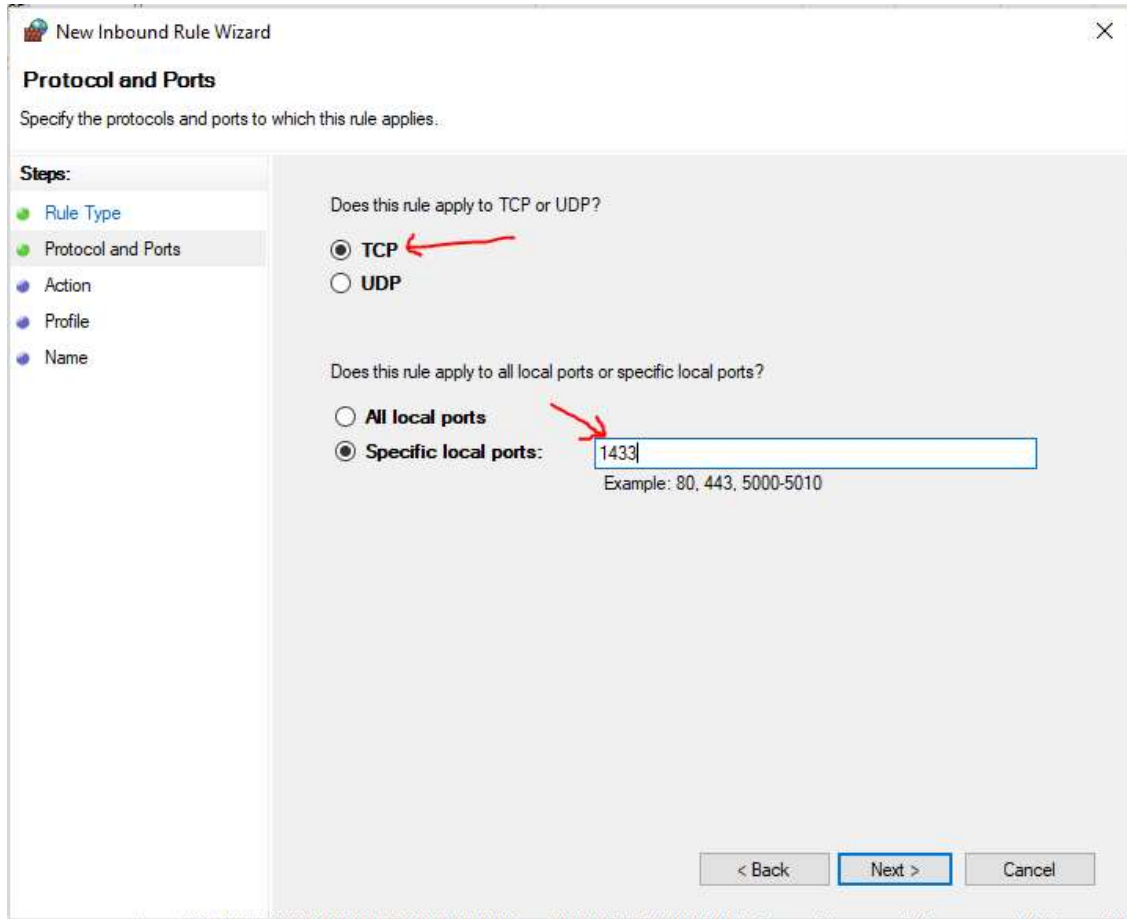 New Inbound Rule Wizard
Protocol and Ports
Specify the protocols and ports to which this rule applies.
Steps:
Rule Type
Protocol and Ports
Action
Profile
Name
Does this rule apply to TCP or UDP?
TCP
UDP
Does this rule apply to all local ports or specific local ports?
All local ports
Specific local ports: 1433
Example: 80, 443, 5000-5010
< Back Next > Cancel